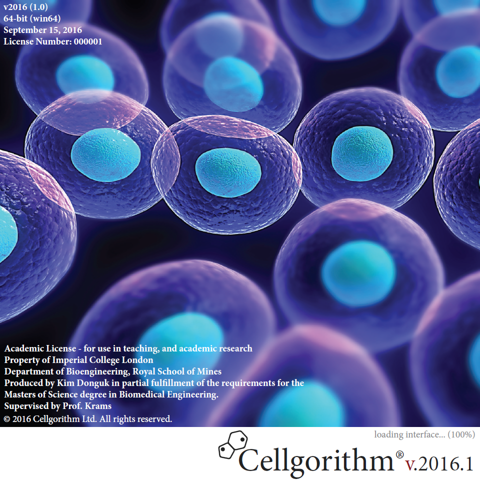 v2016 (1.0)
64-bit (win64)
September 15, 2016
License Number: 000001
Academic License - for use in teaching, and academic research
Property of Imperial College London
Department of Bioengineering, Royal School of Mines
Produced by Kim Donguk in partial fulfillment of the requirements for the
Masters of Science degree in Biomedical Engineering.
Supervised by Prof. Krams
© 2016 Cellgorithm Ltd. All rights reserved.
loading interface... (100%)
Cellgorithm® v.2016.1